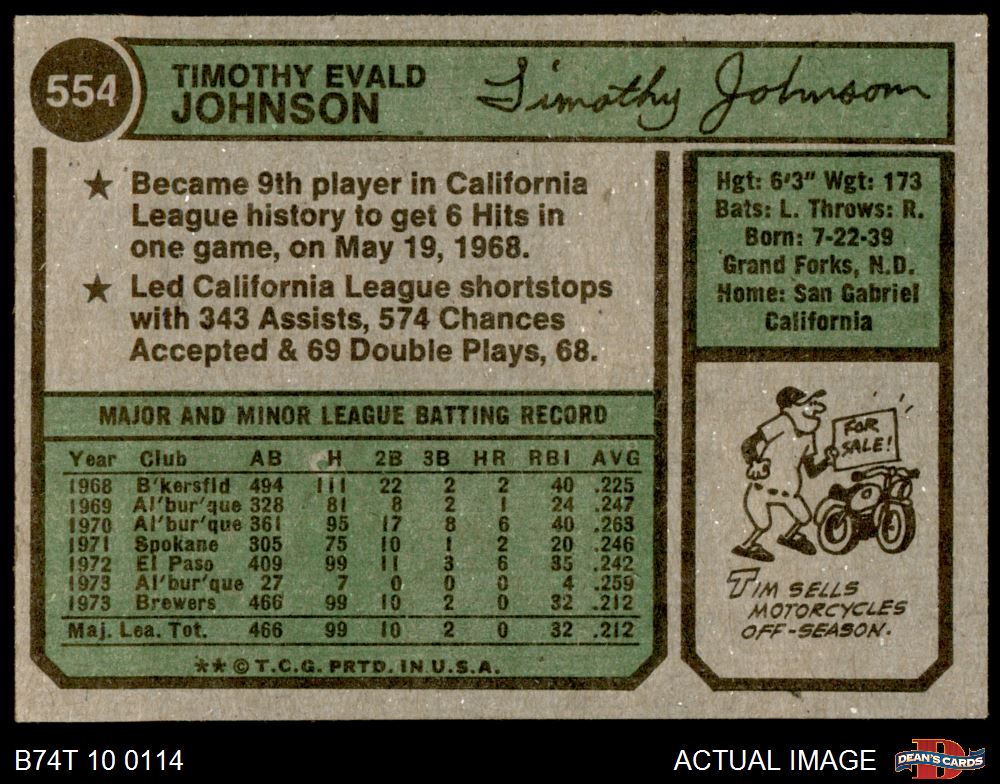 554
TIMOTHY EVALD
JOHNSON
Timothy Johnson
★ Became 9th player in California
League history to get 6 Hits in
one game, on May 19, 1968.
★ Led California League shortstops
with 343 Assists, 574 Chances
Accepted & 69 Double Plays, 68.
Hgt: 6'3" Wgt: 173
Bats: L. Throws: R.
Born: 7-22-39
Grand Forks, N.D.
Home: San Gabriel
California
MAJOR AND MINOR LEAGUE BATTING RECORD
Year Club AB H 2B 3B HR RBI AVG
1968 B'kersfld 494 111 22 2 2 40 .225
1969 Al'bur'que 328 81 8 2 1 24 .247
1970 Al'bur'que 361 95 17 8 6 40 .263
1971 Spokane 305 75 10 1 2 20 .246
1972 El Paso 409 99 11 3 6 35 .242
1973 Al'bur'que 27 7 0 0 0 4 .259
1973 Brewers 466 99 10 2 0 32 .212
Maj. Lea. Tot. 466 99 10 2 0 32 .212
**© T.C.G. PRTD. IN U.S.A.
FOR
SALE!
TIM SELLS
MOTORCYCLES
OFF-SEASON.
B74T 10 0114
ACTUAL IMAGE
D
DEAN'S CARDS